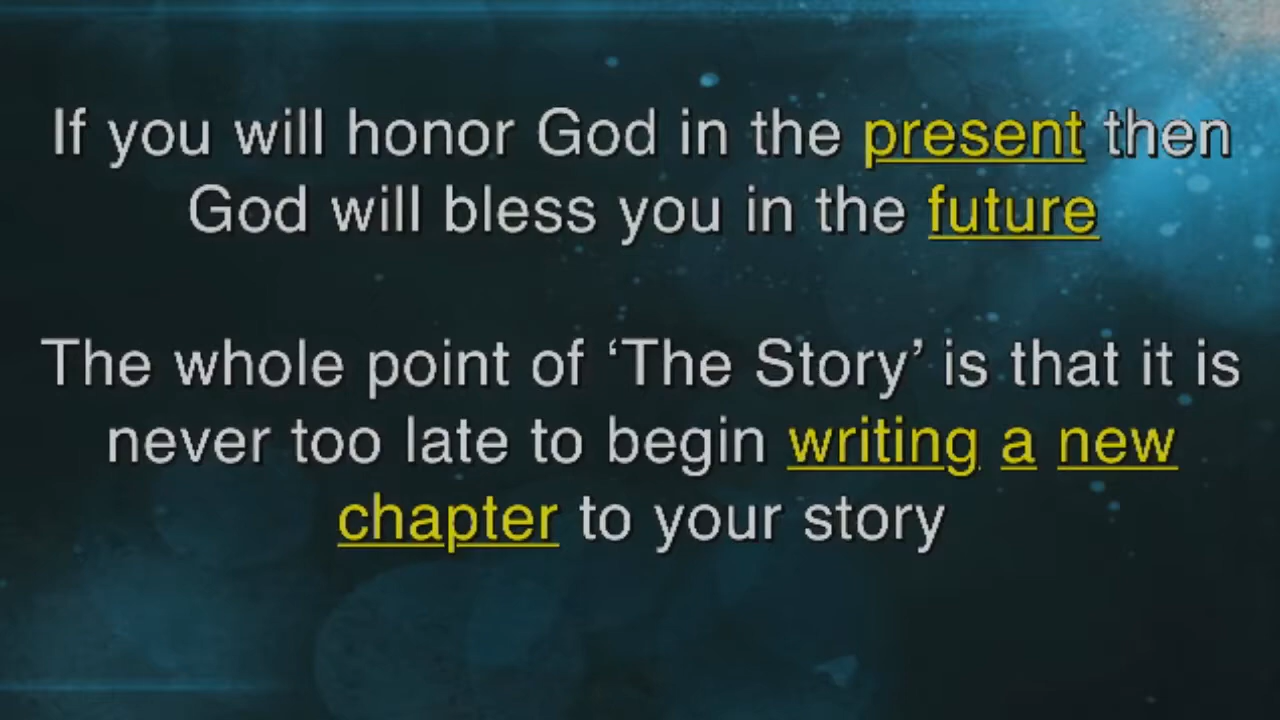 If you will honor God in the present then
God will bless you in the future
The whole point of ‘The Story’ is that it is
never too late to begin writing a new
chapter to your story